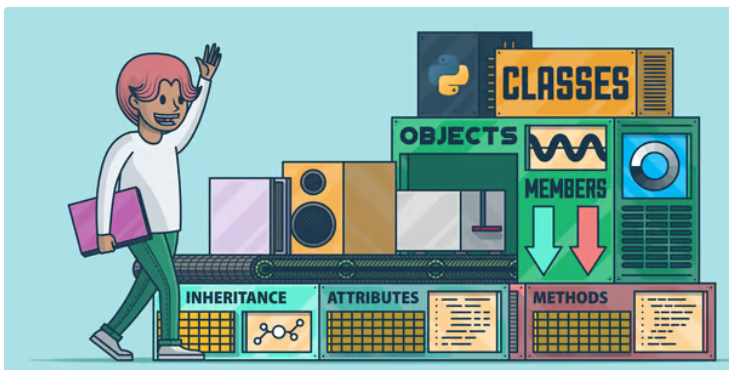 CLASSES
OBJECTS
MEMBERS
INHERITANCE
ATTRIBUTES
METHODS